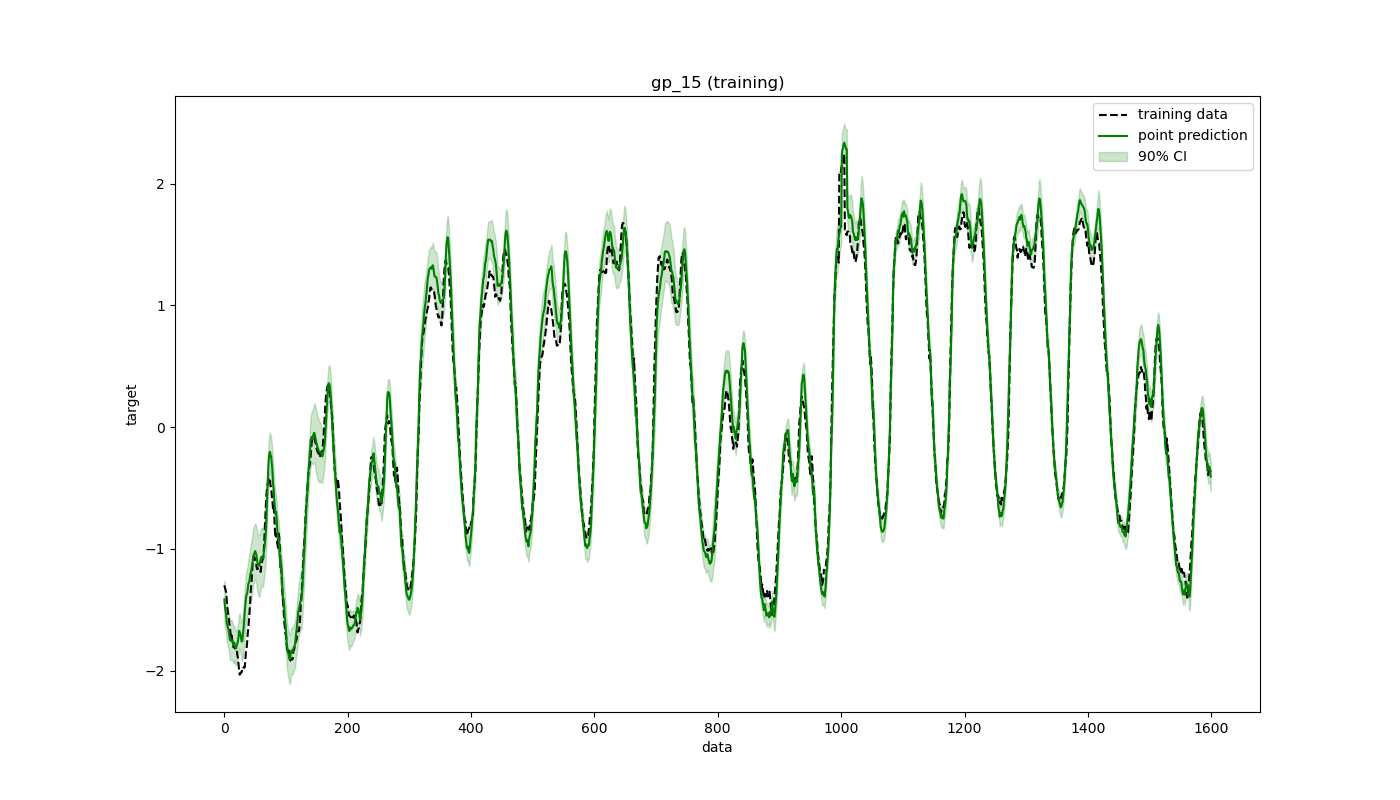 gp_15 (training)
training data
point prediction
90% CI
target
2
1
0
−1
−2
0 200 400 600 800 1000 1200 1400 1600
data